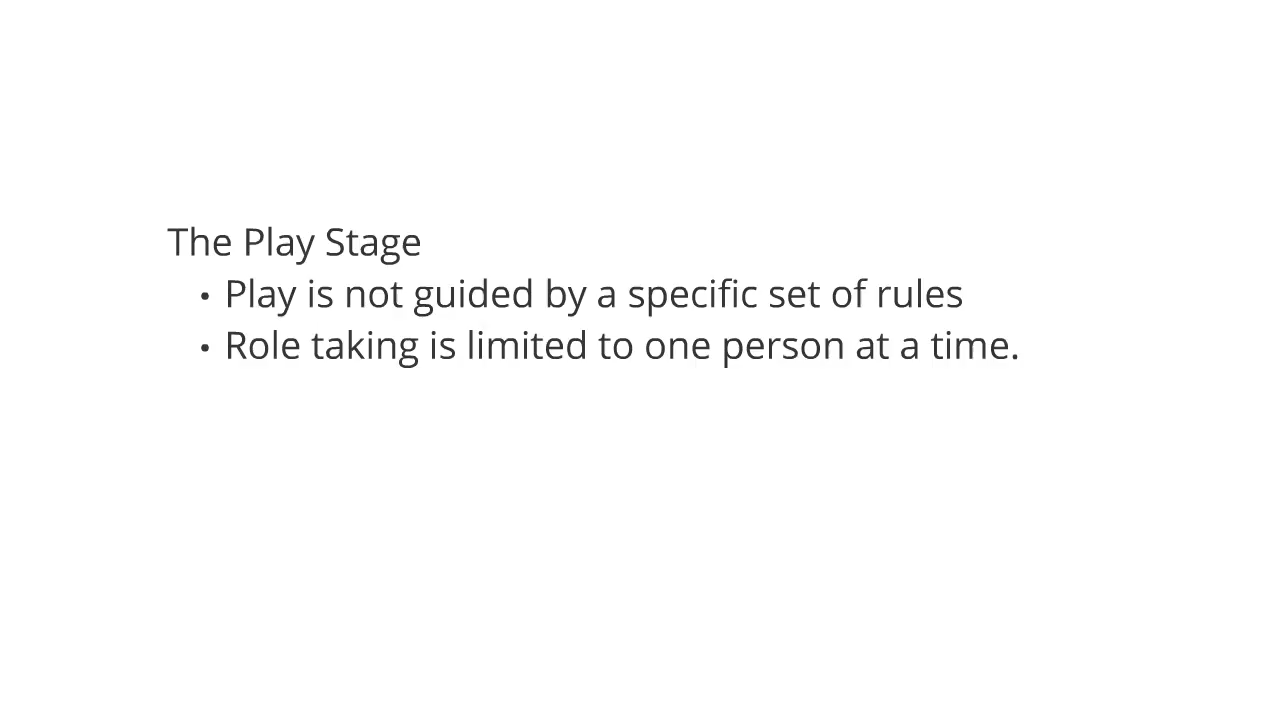 The Play Stage
• Play is not guided by a specific set of rules
• Role taking is limited to one person at a time.